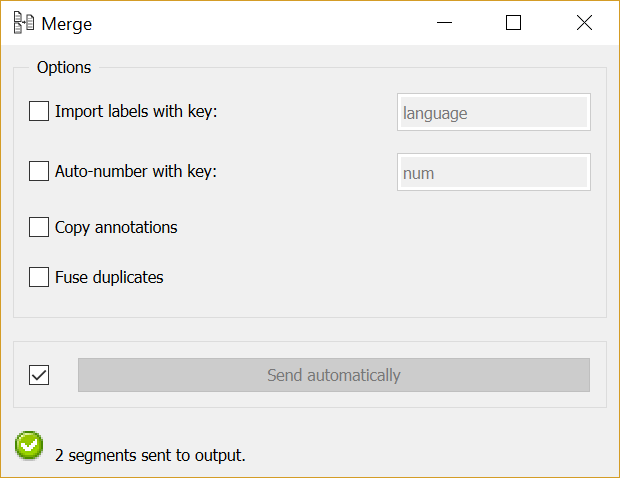 Merge
Options
Import labels with key:
language
Auto-number with key:
num
Copy annotations
Fuse duplicates
Send automatically
2 segments sent to output.